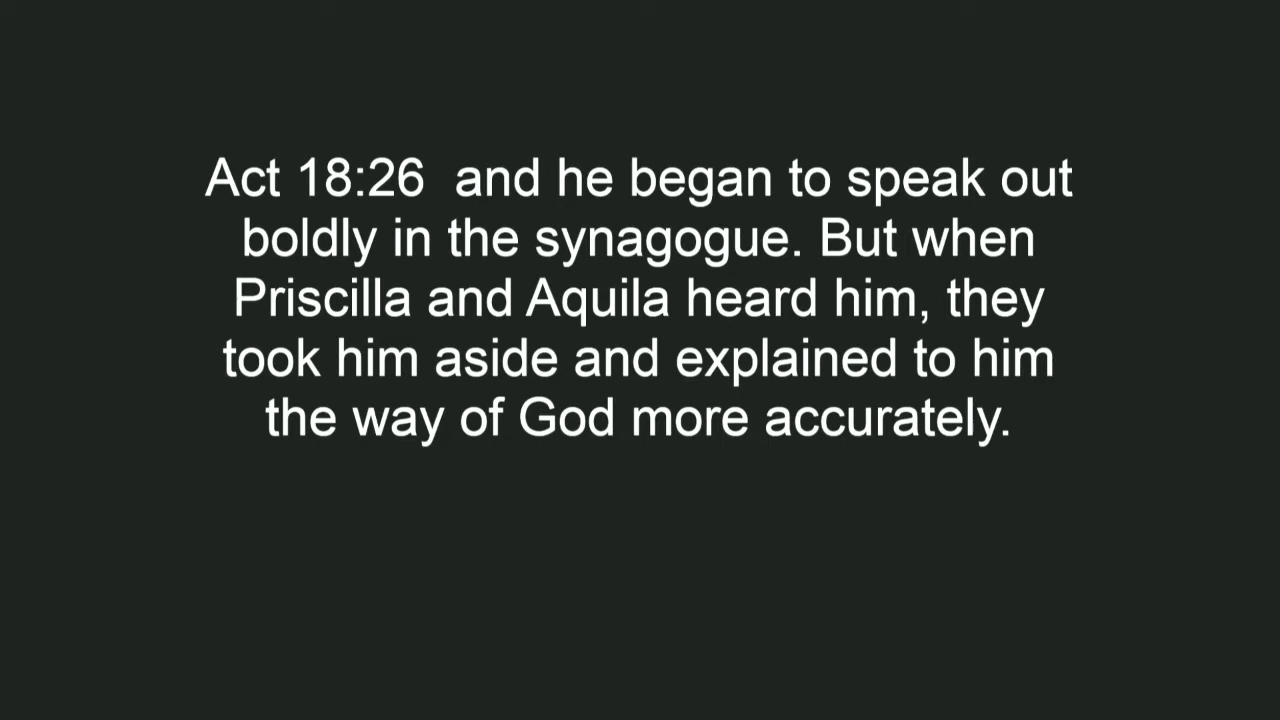 Act 18:26  and he began to speak out
boldly in the synagogue. But when
Priscilla and Aquila heard him, they
took him aside and explained to him
the way of God more accurately.